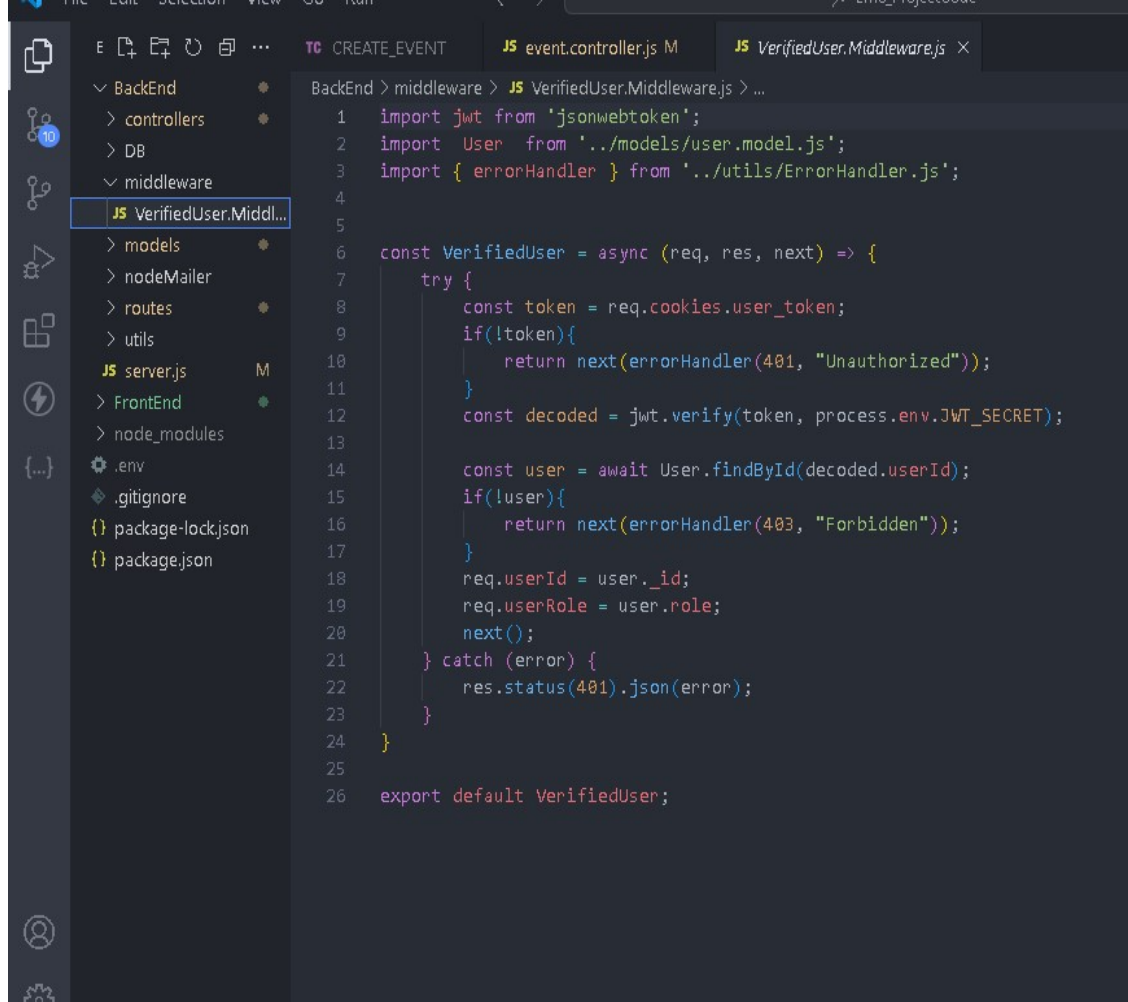 File Edit Selection View Go Run
E
BackEnd
controllers
DB
middleware
JS VerifiedUser.Middl...
models
nodeMailer
routes
utils
JS server.js M
FrontEnd
node_modules
.env
.gitignore
{} package-lock.json
{} package.json
10
TC CREATE_EVENT
JS event.controller.js M
JS VerifiedUser.Middleware.js ×
BackEnd > middleware > JS VerifiedUser.Middleware.js > ...
1 import jwt from 'jsonwebtoken';
2 import User from '../models/user.model.js';
3 import { errorHandler } from '../utils/ErrorHandler.js';
4
5
6 const VerifiedUser = async (req, res, next) => {
7 try {
8 const token = req.cookies.user_token;
9 if(!token){
10 return next(errorHandler(401, "Unauthorized"));
11 }
12 const decoded = jwt.verify(token, process.env.JWT_SECRET);
13
14 const user = await User.findById(decoded.userId);
15 if(!user){
16 return next(errorHandler(403, "Forbidden"));
17 }
18 req.userId = user._id;
19 req.userRole = user.role;
20 next();
21 } catch (error) {
22 res.status(401).json(error);
23 }
24 }
25
26 export default VerifiedUser;